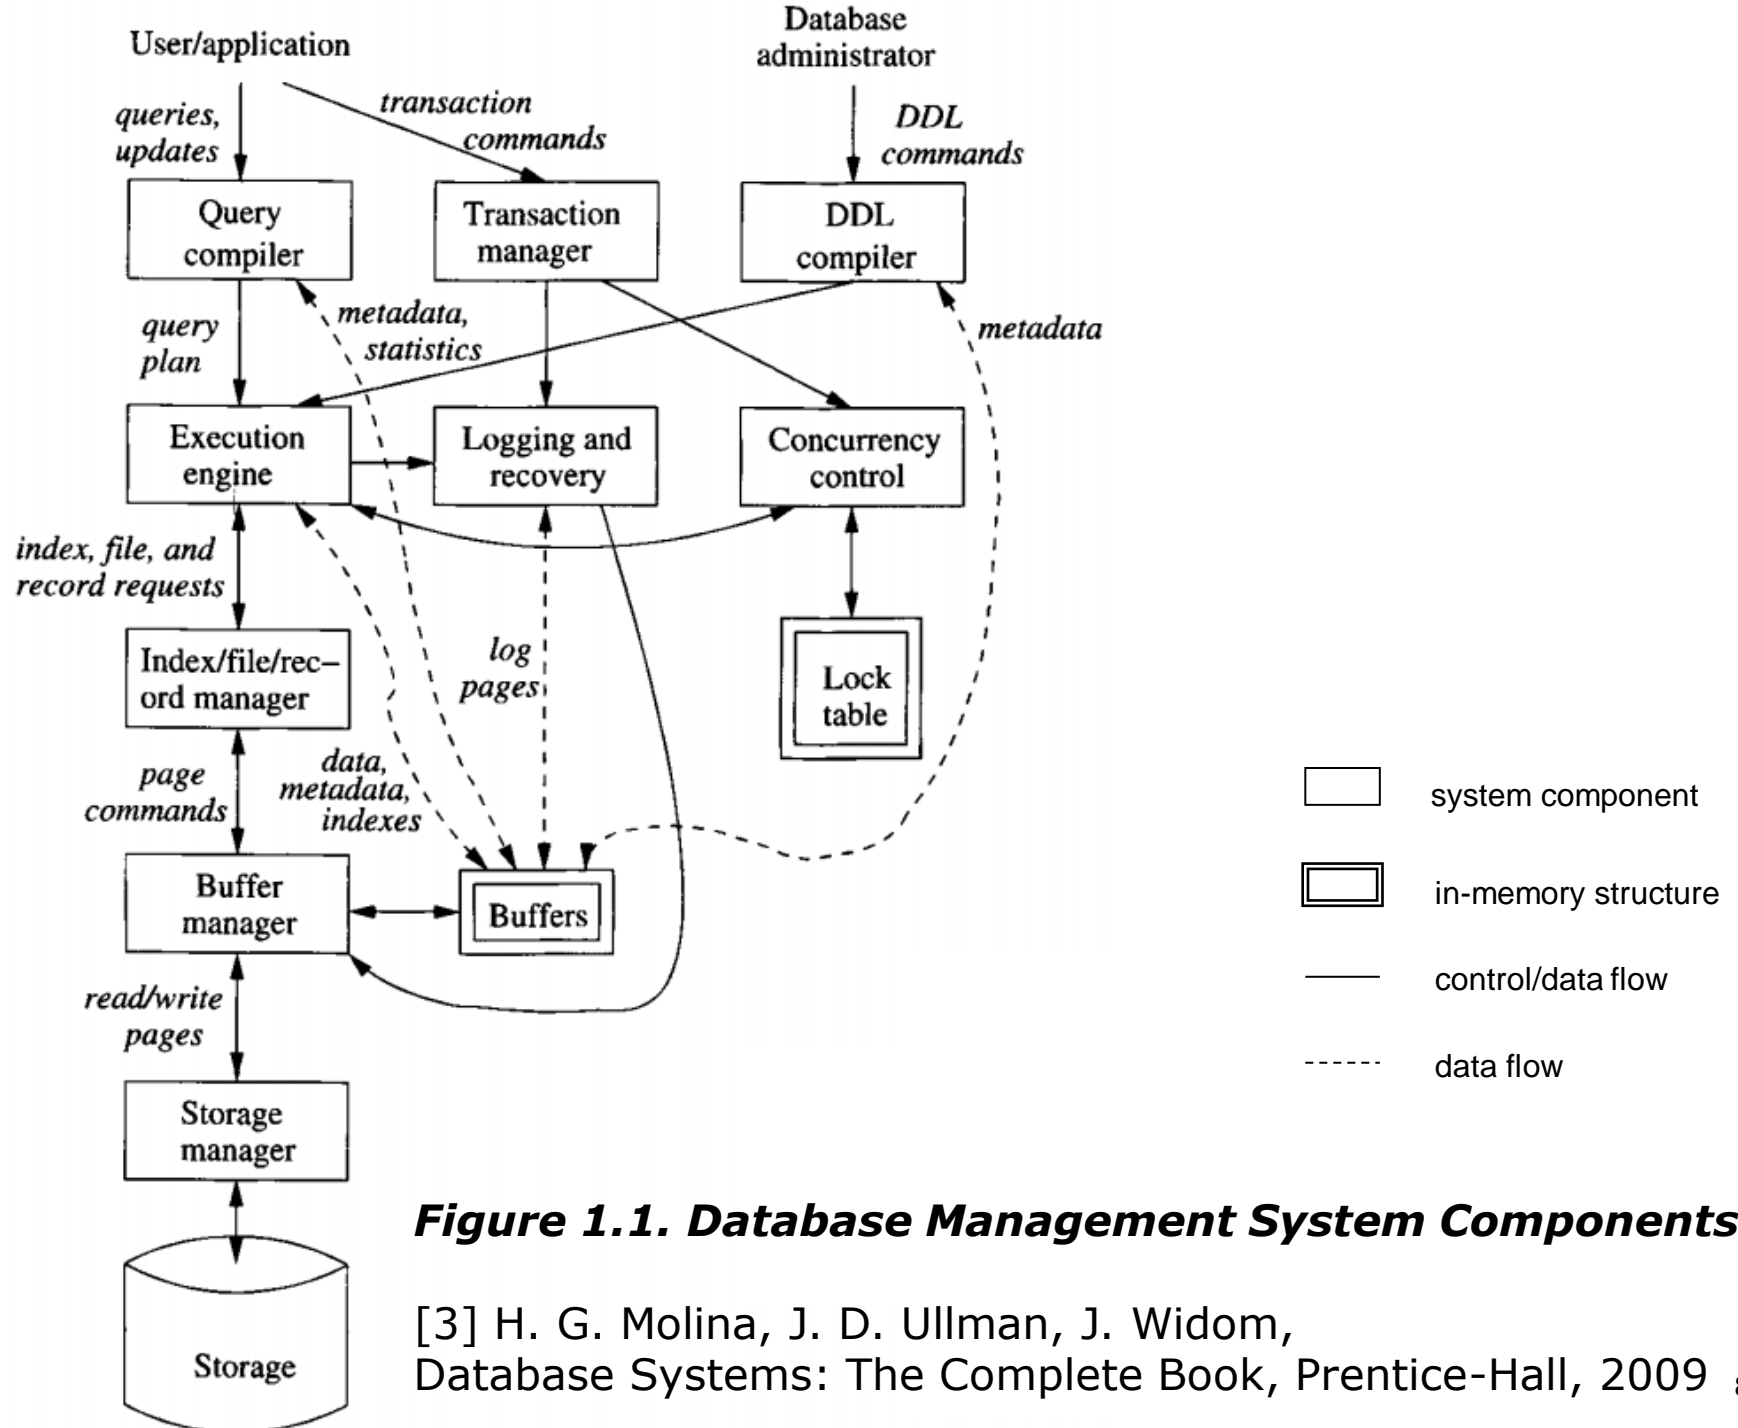 User/application
Database
administrator
queries,
updates
transaction
commands
DDL
commands
Query
compiler
Transaction
manager
DDL
compiler
query
plan
metadata,
statistics
metadata
Execution
engine
Logging and
recovery
Concurrency
control
index, file, and
record requests
Index/file/rec–
ord manager
log
pages
Lock
table
page
commands
data,
metadata,
indexes
Buffer
manager
Buffers
read/write
pages
Storage
manager
Storage
system component
in-memory structure
control/data flow
data flow
Figure 1.1. Database Management System Components
[3] H. G. Molina, J. D. Ullman, J. Widom,
Database Systems: The Complete Book, Prentice-Hall, 2009